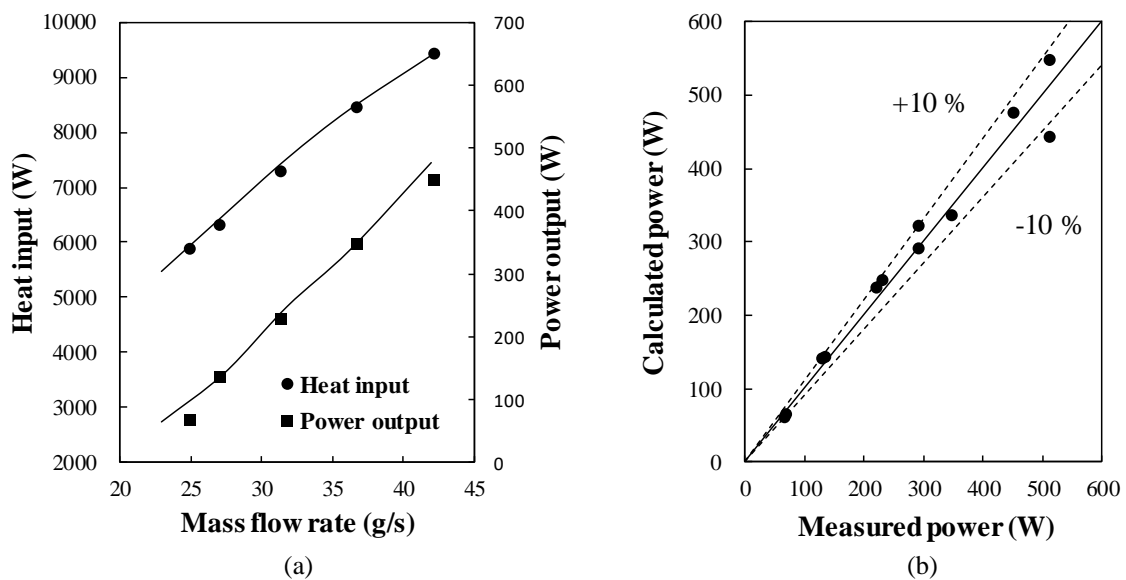 10000
9000
8000
7000
6000
5000
4000
3000
2000
Heat input (W)
700
600
500
400
300
200
100
0
Power output (W)
Heat input
Power output
20 25 30 35 40 45
Mass flow rate (g/s)
(a)
600
500
400
300
200
100
0
Calculated power (W)
+10 %
-10 %
0 100 200 300 400 500 600
Measured power (W)
(b)